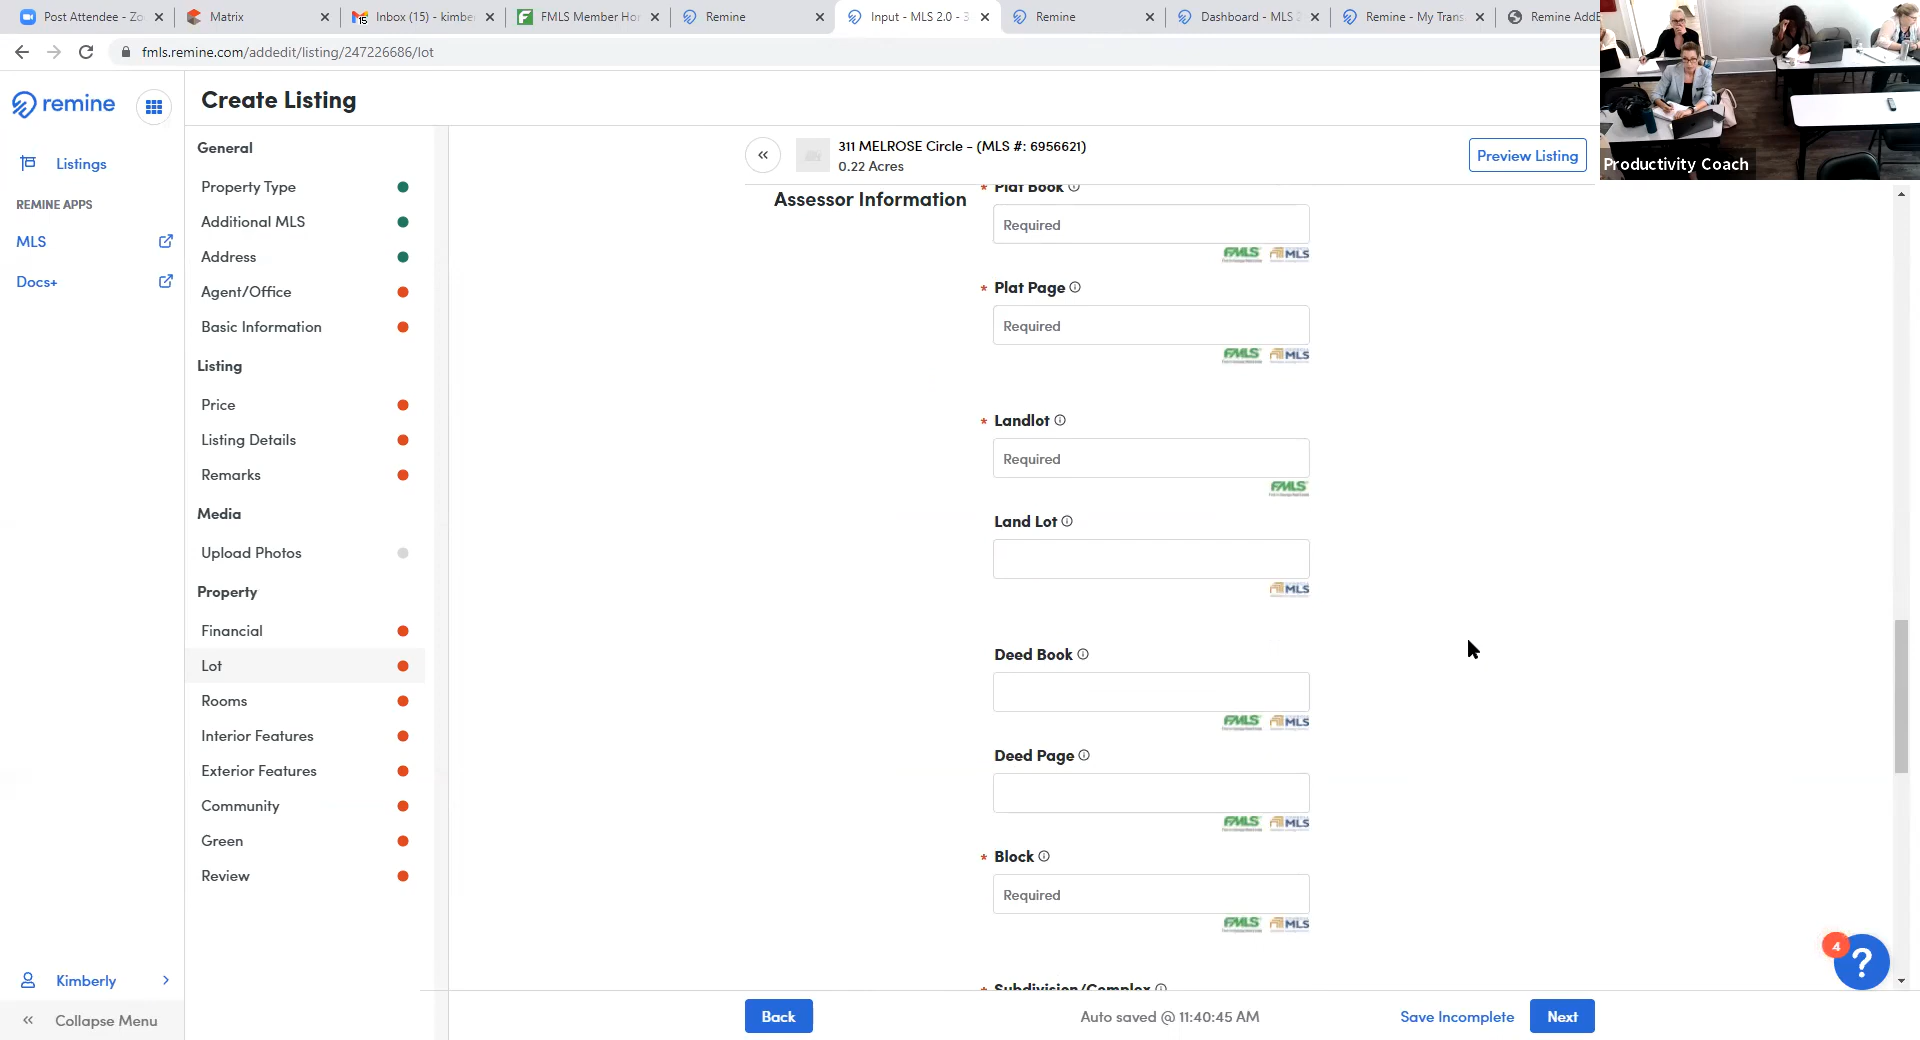 Post Attendee - Zo
Matrix
Inbox (15) - kimbe
FMLS Member Ho
Remine
Input - MLS 2.0 - 3
Remine
Dashboard - MLS 2
Remine - My Trans
Remine AddE
fmls.remine.com/addedit/listing/247226686/lot
remine
Create Listing
Listings
REMINE APPS
MLS
Docs+
General
Property Type
Additional MLS
Address
Agent/Office
Basic Information
Listing
Price
Listing Details
Remarks
Media
Upload Photos
Property
Financial
Lot
Rooms
Interior Features
Exterior Features
Community
Green
Review
Kimberly
Collapse Menu
311 MELROSE Circle - (MLS #: 6956621)
0.22 Acres
Preview Listing
Productivity Coach
Assessor Information
* Plat Book
Required
FMLS MLS
* Plat Page
Required
FMLS MLS
* Landlot
Required
FMLS
Land Lot
MLS
Deed Book
FMLS MLS
Deed Page
FMLS MLS
* Block
Required
FMLS MLS
* Subdivision/Complex
4
?
Back
Auto saved @ 11:40:45 AM
Save Incomplete
Next